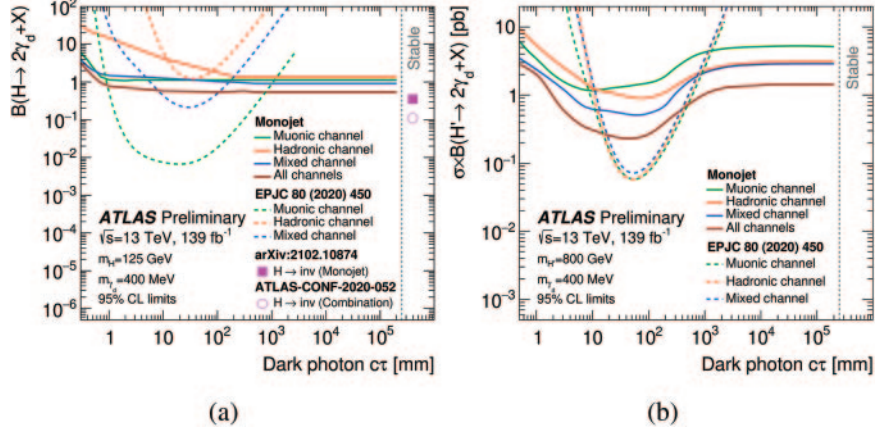 B(H→ 2γ_d+X)
10²
10
1
10⁻¹
10⁻²
10⁻³
10⁻⁴
10⁻⁵
10⁻⁶
Stable
Monojet
Muonic channel
Hadronic channel
Mixed channel
All channels
EPJC 80 (2020) 450
Muonic channel
Hadronic channel
Mixed channel
arXiv:2102.10874
H → inv (Monojet)
ATLAS-CONF-2020-052
H → inv (Combination)
ATLAS Preliminary
√s=13 TeV, 139 fb⁻¹
m_H=125 GeV
m_γd=400 MeV
95% CL limits
1 10 10² 10³ 10⁴ 10⁵
Dark photon cτ [mm]
(a)
σ×B(H'→ 2γ_d+X) [pb]
10
1
10⁻¹
10⁻²
10⁻³
Stable
Monojet
Muonic channel
Hadronic channel
Mixed channel
All channels
EPJC 80 (2020) 450
Muonic channel
Hadronic channel
Mixed channel
ATLAS Preliminary
√s=13 TeV, 139 fb⁻¹
m_H'=800 GeV
m_γd=400 MeV
95% CL limits
1 10 10² 10³ 10⁴ 10⁵
Dark photon cτ [mm]
(b)